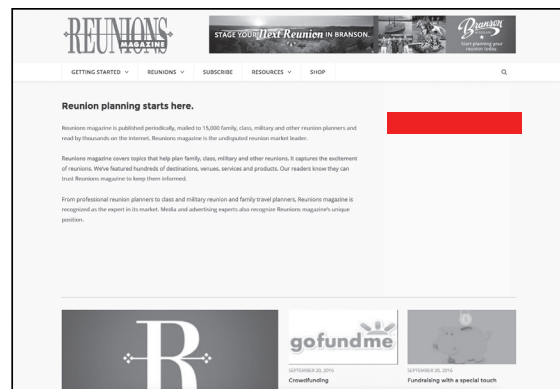 REUNIONS
MAGAZINE
STAGE YOUR Next Reunion IN BRANSON.
Branson
Start planning your
reunion today.
GETTING STARTED
REUNIONS
SUBSCRIBE
RESOURCES
SHOP
Reunion planning starts here.
Reunions magazine is published periodically, mailed to 15,000 family, class, military and other reunion planners and
read by thousands on the internet. Reunions magazine is the undisputed reunion market leader.
Reunions magazine covers topics that help plan family, class, military and other reunions. It captures the excitement
of reunions. We've featured hundreds of destinations, venues, services and products. Our readers know they can
trust Reunions magazine to keep them informed.
From professional reunion planners to class and military reunion and family travel planners, Reunions magazine is
recognized as the expert in its market. Media and advertising experts also recognize Reunions magazine's unique
position.
R
gofundme
SEPTEMBER 20, 2016
Crowdfunding
SEPTEMBER 20, 2016
Fundraising with a special touch